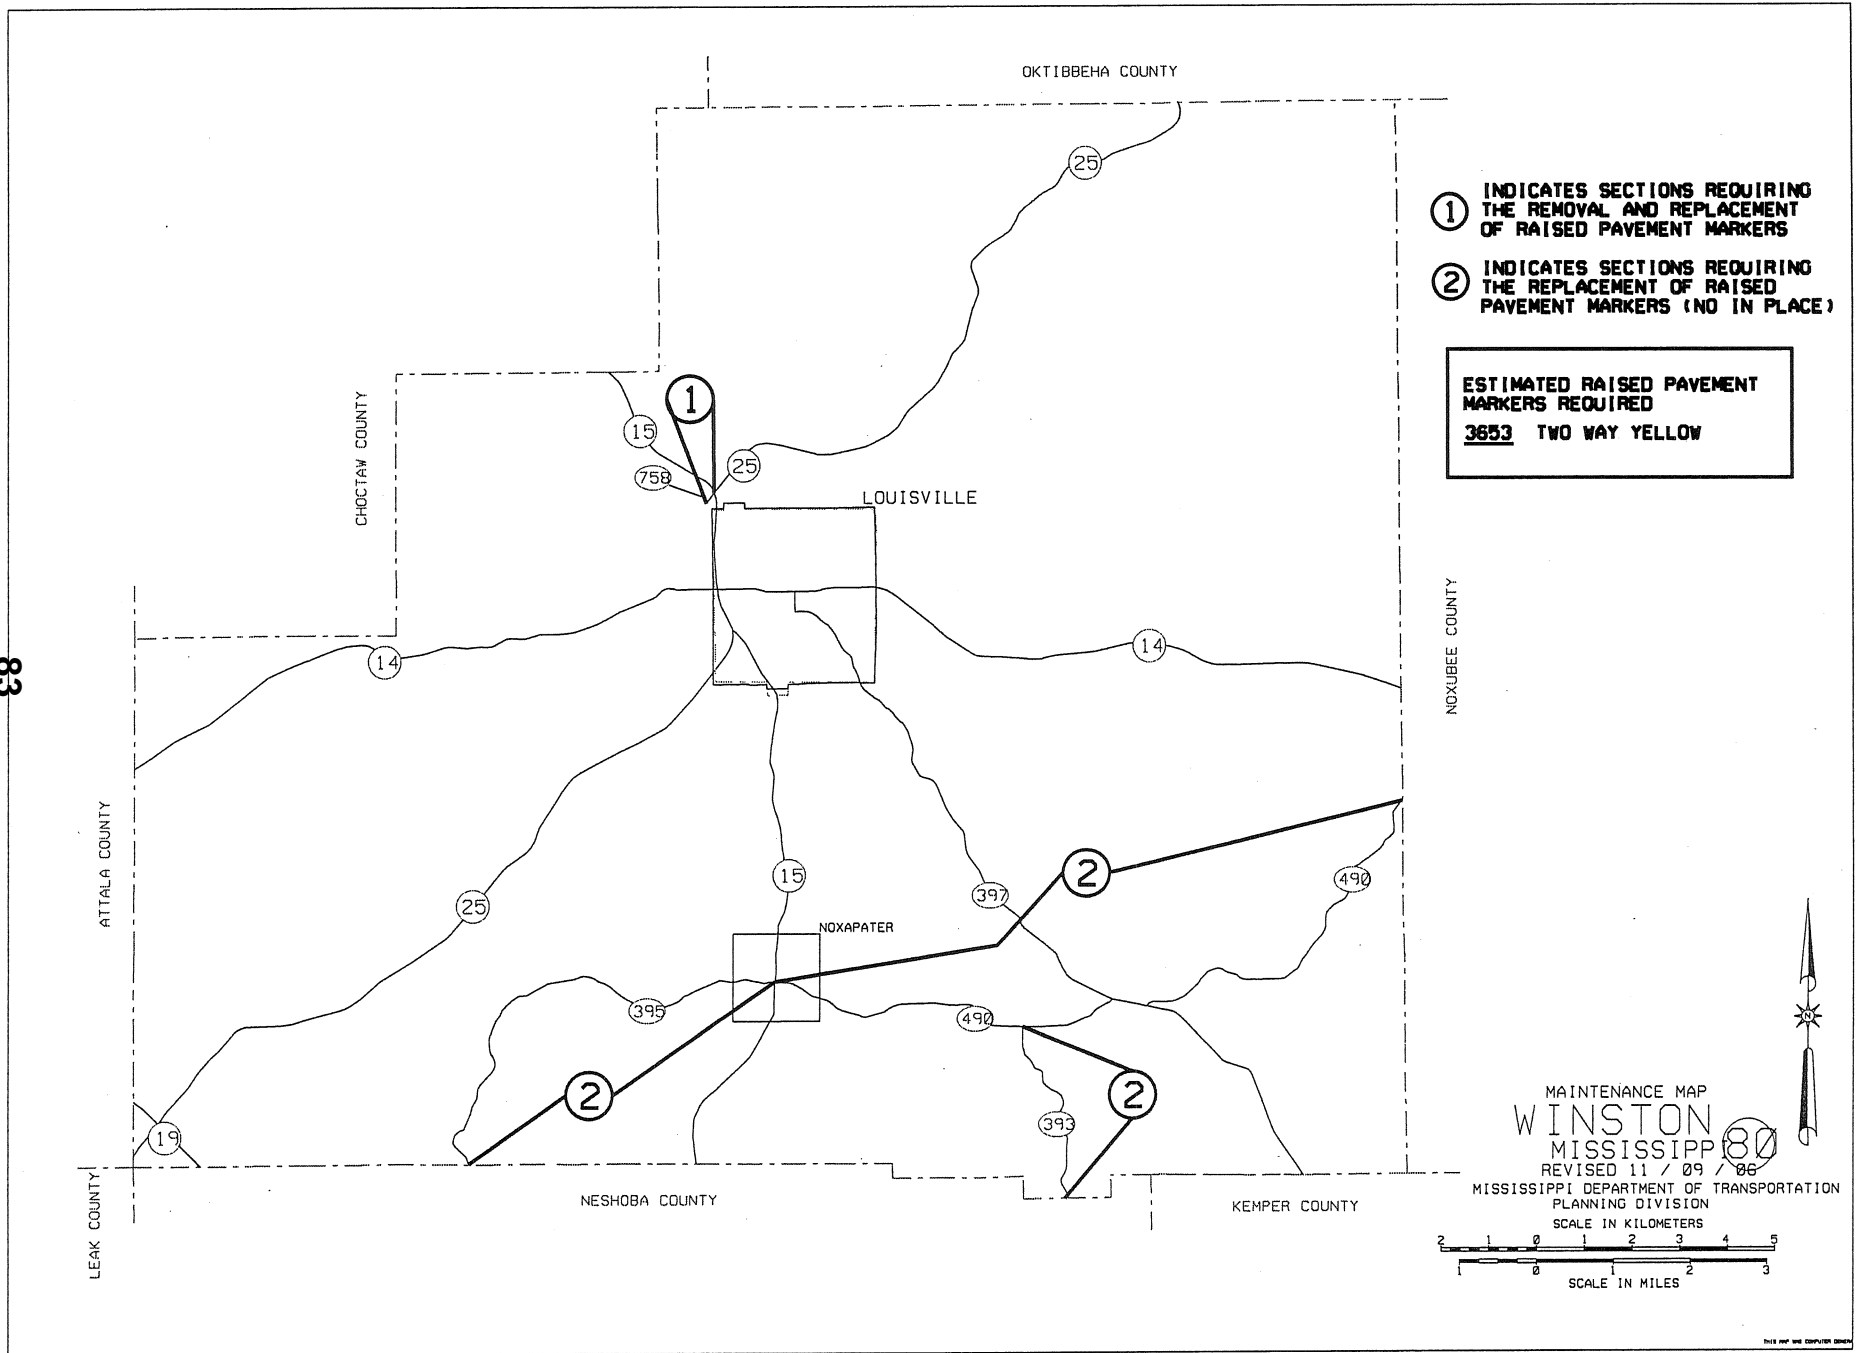 OKTIBBEHA COUNTY
25
1 INDICATES SECTIONS REQUIRING
THE REMOVAL AND REPLACEMENT
OF RAISED PAVEMENT MARKERS
2 INDICATES SECTIONS REQUIRING
THE REPLACEMENT OF RAISED
PAVEMENT MARKERS (NO IN PLACE)
ESTIMATED RAISED PAVEMENT
MARKERS REQUIRED
3653 TWO WAY YELLOW
1
15
25
758
CHOCTAW COUNTY
LOUISVILLE
NOXUBEE COUNTY
14
14
83
ATTALA COUNTY
25
15
2
397
490
NOXAPATER
395
490
2
2
393
19
N
LEAK COUNTY
NESHOBA COUNTY
KEMPER COUNTY
MAINTENANCE MAP
WINSTON
MISSISSIPPI 80
REVISED 11 / 09 / 06
MISSISSIPPI DEPARTMENT OF TRANSPORTATION
PLANNING DIVISION
SCALE IN KILOMETERS
2 1 0 1 2 3 4 5
1 0 1 2 3
SCALE IN MILES
THIS MAP WAS COMPUTER